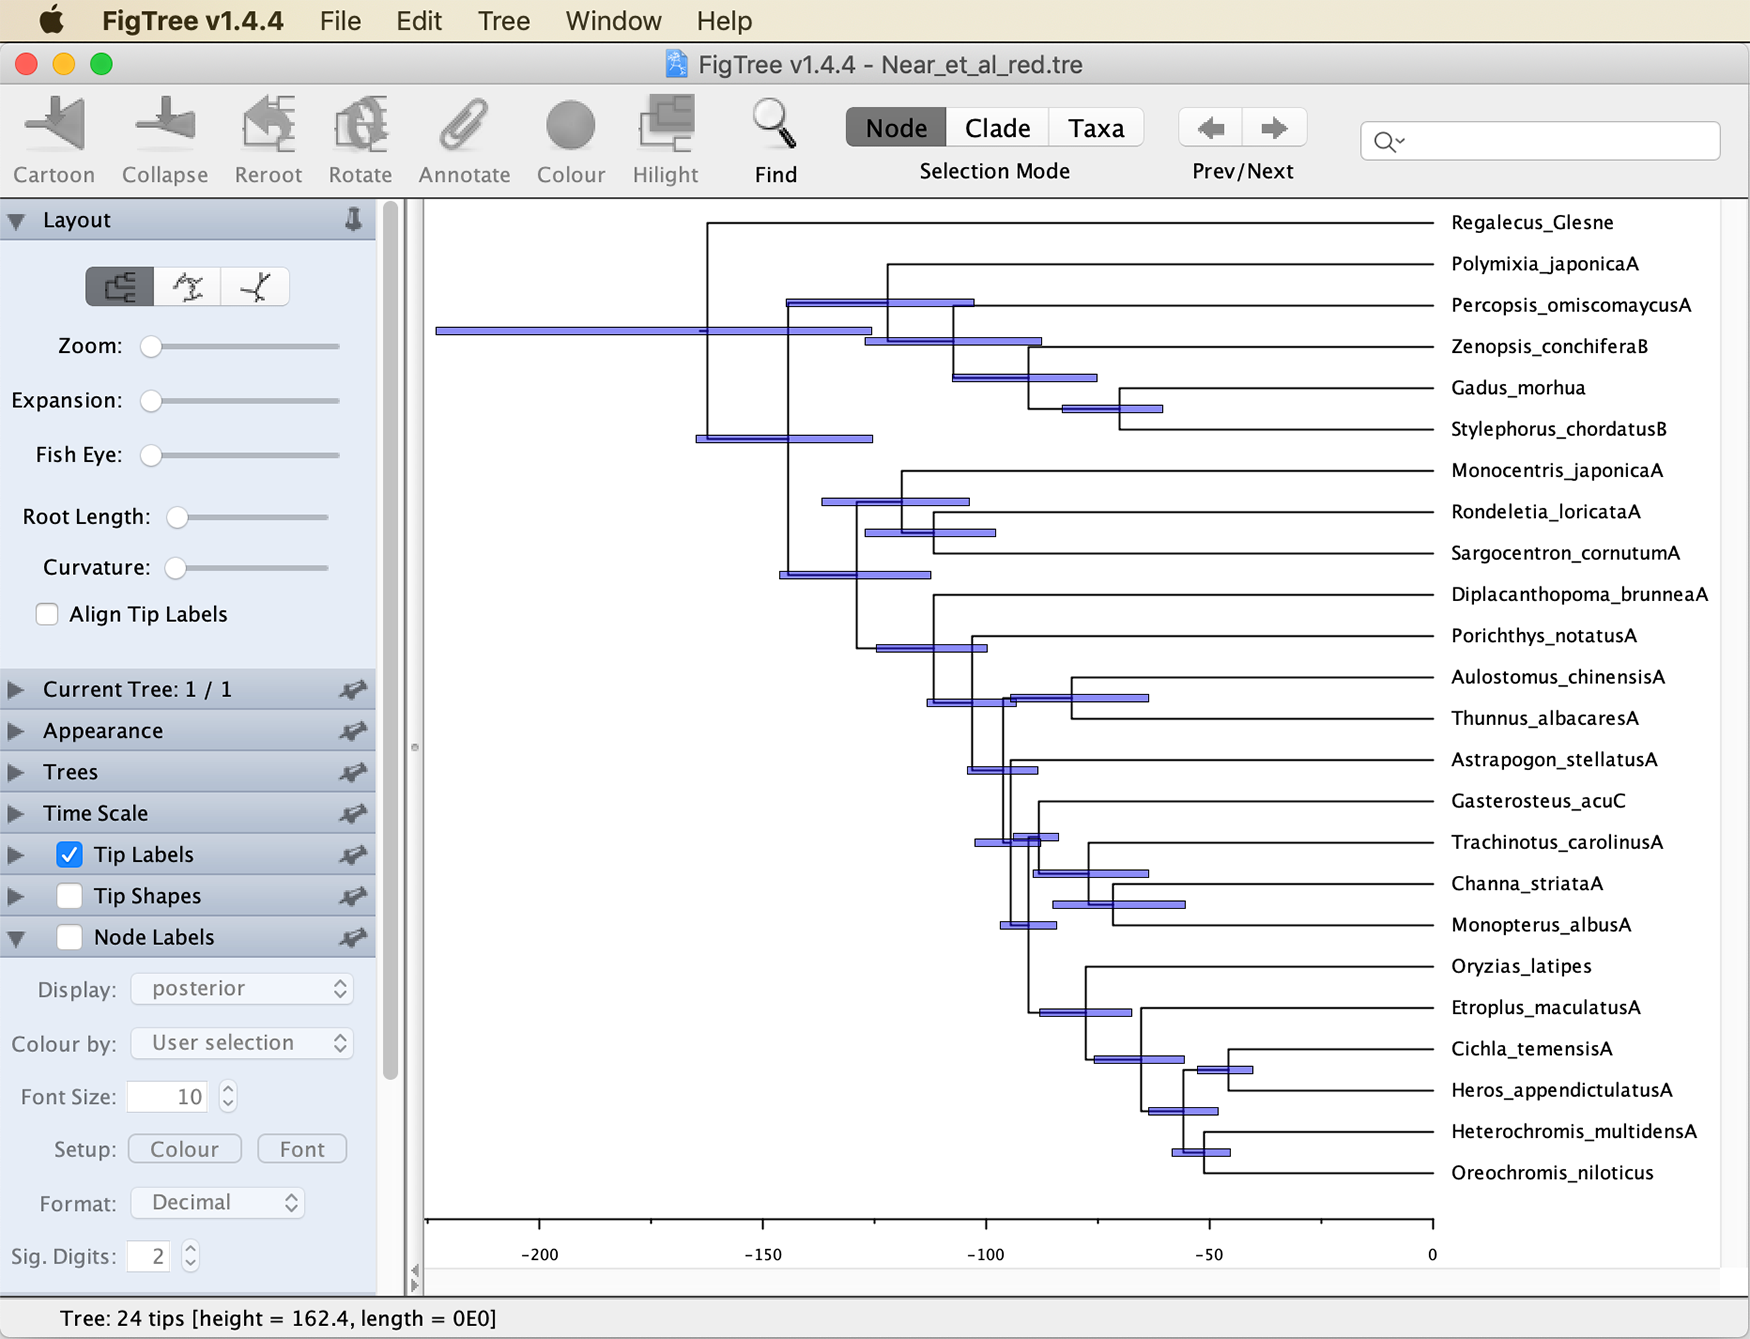 FigTree v1.4.4 File Edit Tree Window Help
FigTree v1.4.4 - Near_et_al_red.tre
Cartoon Collapse Reroot Rotate Annotate Colour Hilight Find Node Clade Taxa Selection Mode Prev/Next
Layout
Zoom:
Expansion:
Fish Eye:
Root Length:
Curvature:
Align Tip Labels
Current Tree: 1 / 1
Appearance
Trees
Time Scale
Tip Labels
Tip Shapes
Node Labels
Display: posterior
Colour by: User selection
Font Size: 10
Setup: Colour Font
Format: Decimal
Sig. Digits: 2
Regalecus_Glesne
Polymixia_japonicaA
Percopsis_omiscomaycusA
Zenopsis_conchiferaB
Gadus_morhua
Stylephorus_chordatusB
Monocentris_japonicaA
Rondeletia_loricataA
Sargocentron_cornutumA
Diplacanthopoma_brunneaA
Porichthys_notatusA
Aulostomus_chinensisA
Thunnus_albacaresA
Astrapogon_stellatusA
Gasterosteus_acuC
Trachinotus_carolinusA
Channa_striataA
Monopterus_albusA
Oryzias_latipes
Etroplus_maculatusA
Cichla_temensisA
Heros_appendictulatusA
Heterochromis_multidensA
Oreochromis_niloticus
-200 -150 -100 -50 0
Tree: 24 tips [height = 162.4, length = 0E0]